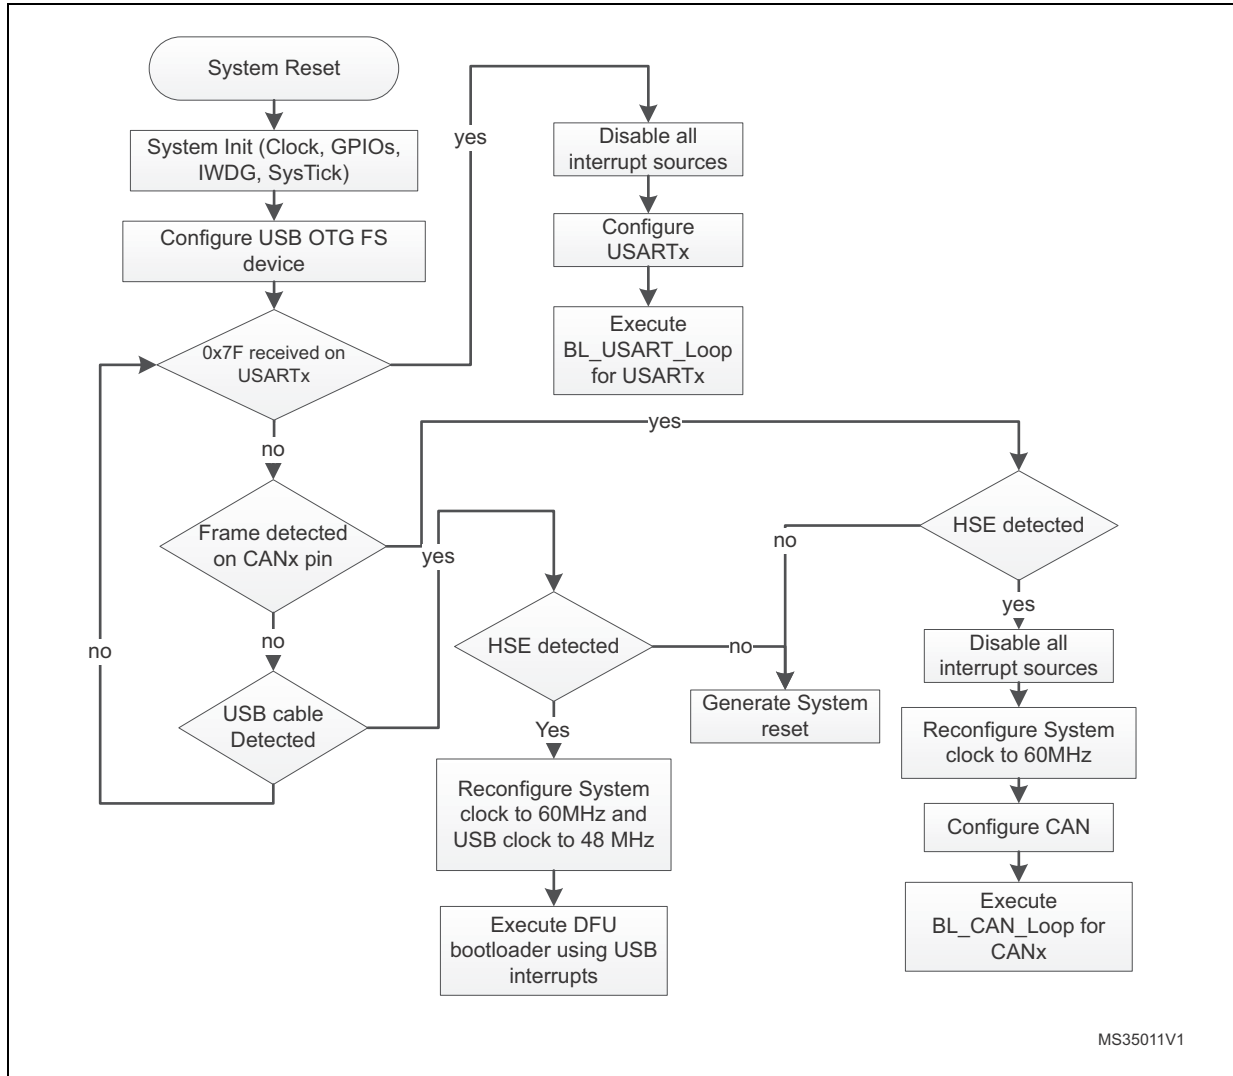 System Reset
System Init (Clock, GPIOs,
IWDG, SysTick)
Configure USB OTG FS
device
0x7F received on
USARTx
yes
Disable all
interrupt sources
Configure
USARTx
Execute
BL_USART_Loop
for USARTx
no
Frame detected
on CANx pin
yes
HSE detected
no
yes
Disable all
interrupt sources
Reconfigure System
clock to 60MHz
Configure CAN
Execute
BL_CAN_Loop for
CANx
no
USB cable
Detected
no
yes
HSE detected
no
Generate System
reset
Yes
Reconfigure System
clock to 60MHz and
USB clock to 48 MHz
Execute DFU
bootloader using USB
interrupts
MS35011V1